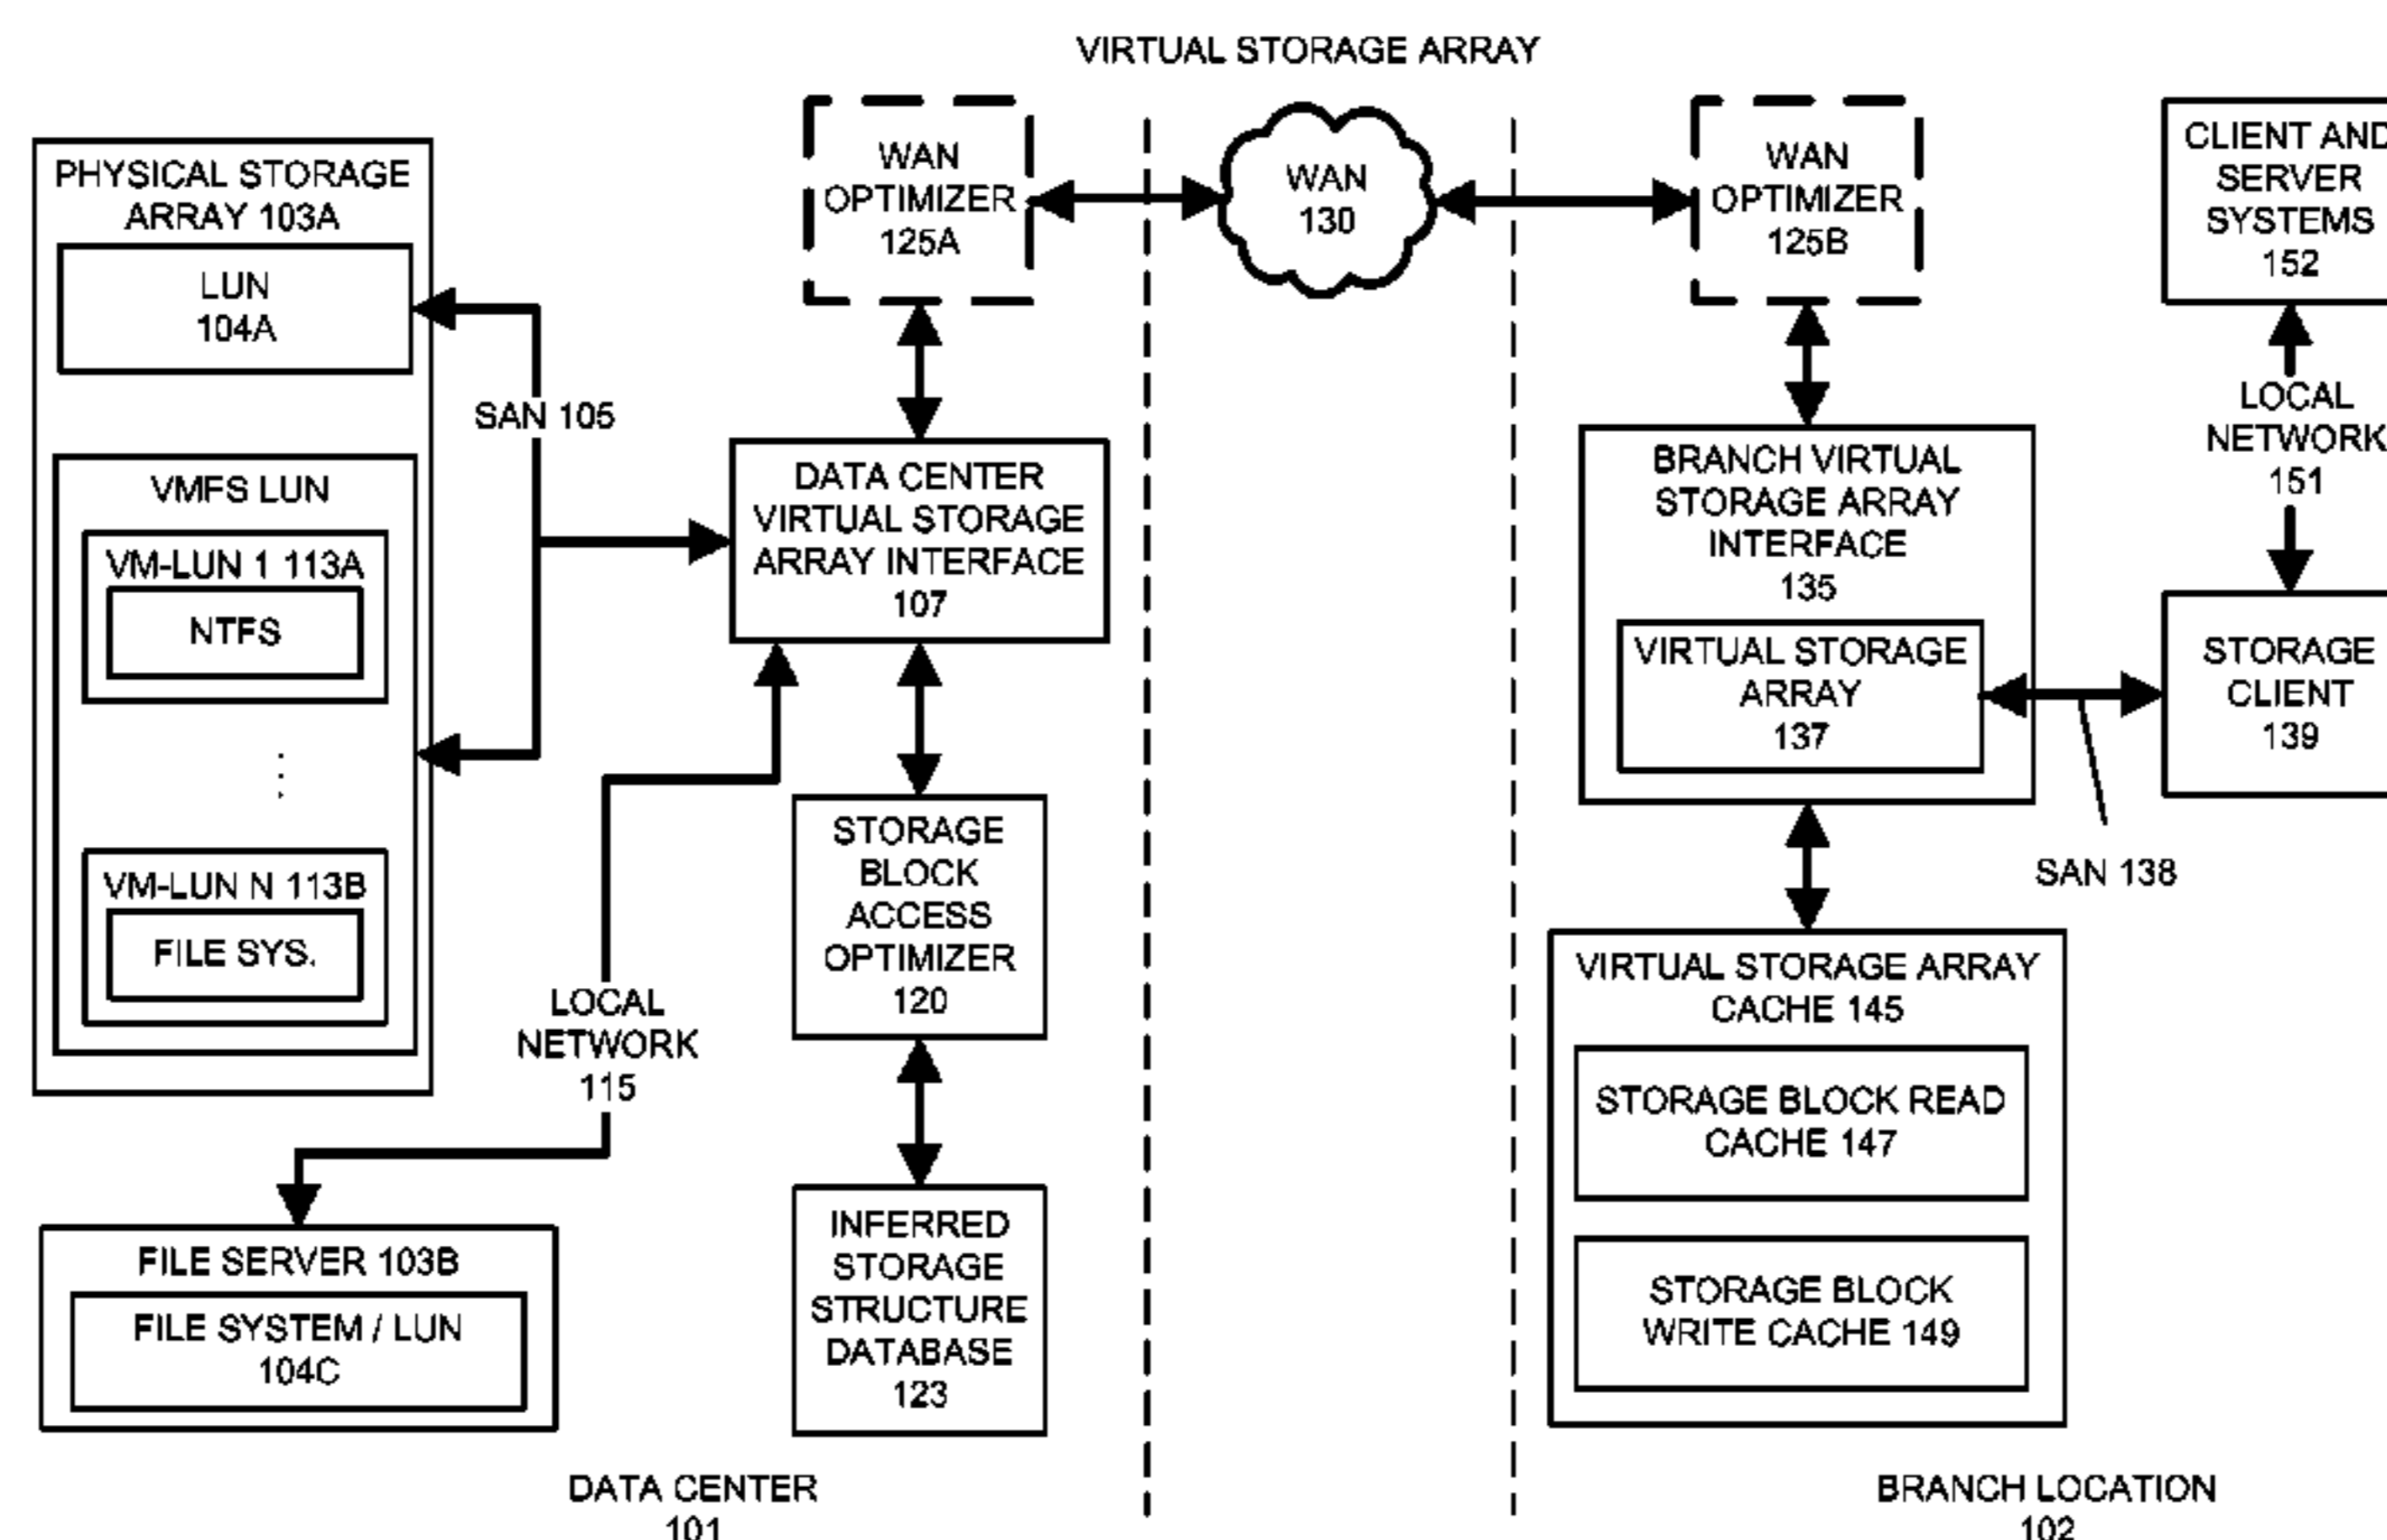 VIRTUAL STORAGE ARRAY
PHYSICAL STORAGE
ARRAY 103A
LUN
104A
SAN 105
VMFS LUN
VM-LUN 1 113A
NTFS
VM-LUN N 113B
FILE SYS.
LOCAL
NETWORK
115
FILE SERVER 103B
FILE SYSTEM / LUN
104C
WAN
OPTIMIZER
125A
DATA CENTER
VIRTUAL STORAGE
ARRAY INTERFACE
107
STORAGE
BLOCK
ACCESS
OPTIMIZER
120
INFERRED
STORAGE
STRUCTURE
DATABASE
123
DATA CENTER
101
WAN
130
WAN
OPTIMIZER
125B
BRANCH VIRTUAL
STORAGE ARRAY
INTERFACE
135
VIRTUAL STORAGE
ARRAY
137
SAN 138
VIRTUAL STORAGE ARRAY
CACHE 145
STORAGE BLOCK READ
CACHE 147
STORAGE BLOCK
WRITE CACHE 149
CLIENT AND
SERVER
SYSTEMS
152
LOCAL
NETWORK
151
STORAGE
CLIENT
139
BRANCH LOCATION
102